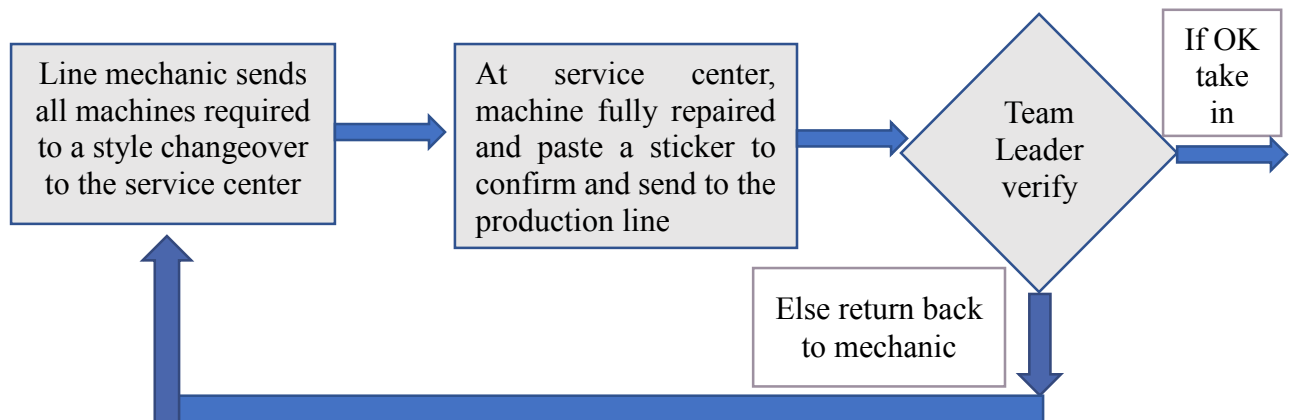 Line mechanic sends
all machines required
to a style changeover
to the service center
At service center,
machine fully repaired
and paste a sticker to
confirm and send to the
production line
Team
Leader
verify
If OK
take
in
Else return back
to mechanic